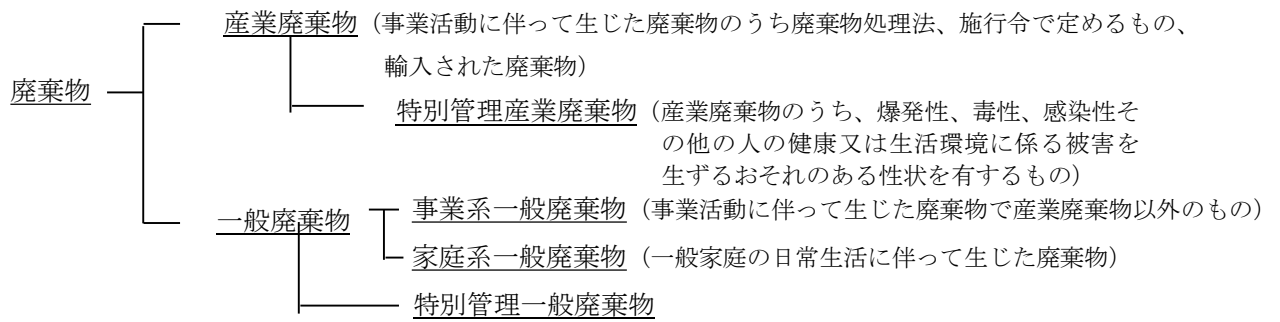 産業廃棄物（事業活動に伴って生じた廃棄物のうち廃棄物処理法、施行令で定めるもの、
輸入された廃棄物）
廃棄物
特別管理産業廃棄物（産業廃棄物のうち、爆発性、毒性、感染性そ
の他の人の健康又は生活環境に係る被害を
生ずるおそれのある性状を有するもの）
一般廃棄物
事業系一般廃棄物（事業活動に伴って生じた廃棄物で産業廃棄物以外のもの）
家庭系一般廃棄物（一般家庭の日常生活に伴って生じた廃棄物）
特別管理一般廃棄物